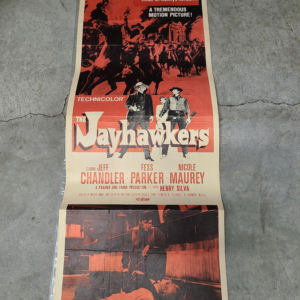 A TREMENDOUS
MOTION PICTURE!
TECHNICOLOR
THE
Jayhawkers
JEFF FESS NICOLE
CHANDLER PARKER MAUREY
HENRY SILVA